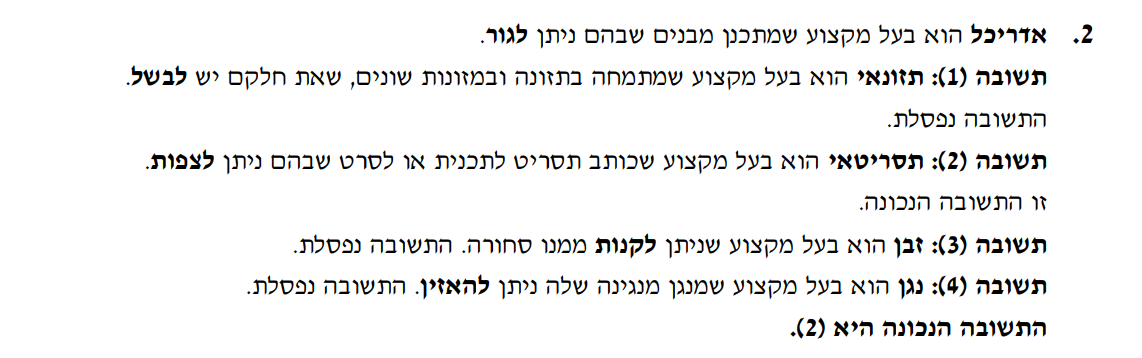 2. אדריכל הוא בעל מקצוע שמתכנן מבנים שבהם ניתן לגור.
תשובה (1): תזונאי הוא בעל מקצוע שמתמחה בתזונה ובמזונות שונים, שאת חלקם יש לבשל.
התשובה נפסלת.
תשובה (2): תסריטאי הוא בעל מקצוע שכותב תסריט לתכנית או לסרט שבהם ניתן לצפות.
זו התשובה הנכונה.
תשובה (3): זבן הוא בעל מקצוע שניתן לקנות ממנו סחורה. התשובה נפסלת.
תשובה (4): נגן הוא בעל מקצוע שמנגן מנגינה שלה ניתן להאזין. התשובה נפסלת.
התשובה הנכונה היא (2).